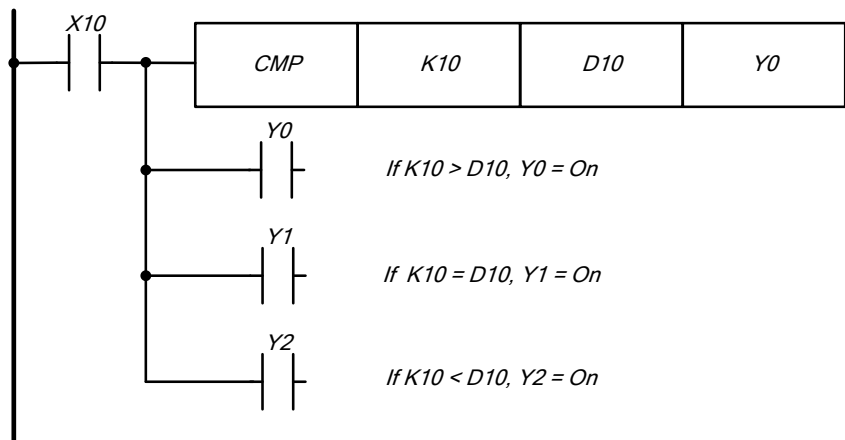 X10
CMP K10 D10 Y0
Y0
If K10 > D10, Y0 = On
Y1
If K10 = D10, Y1 = On
Y2
If K10 < D10, Y2 = On